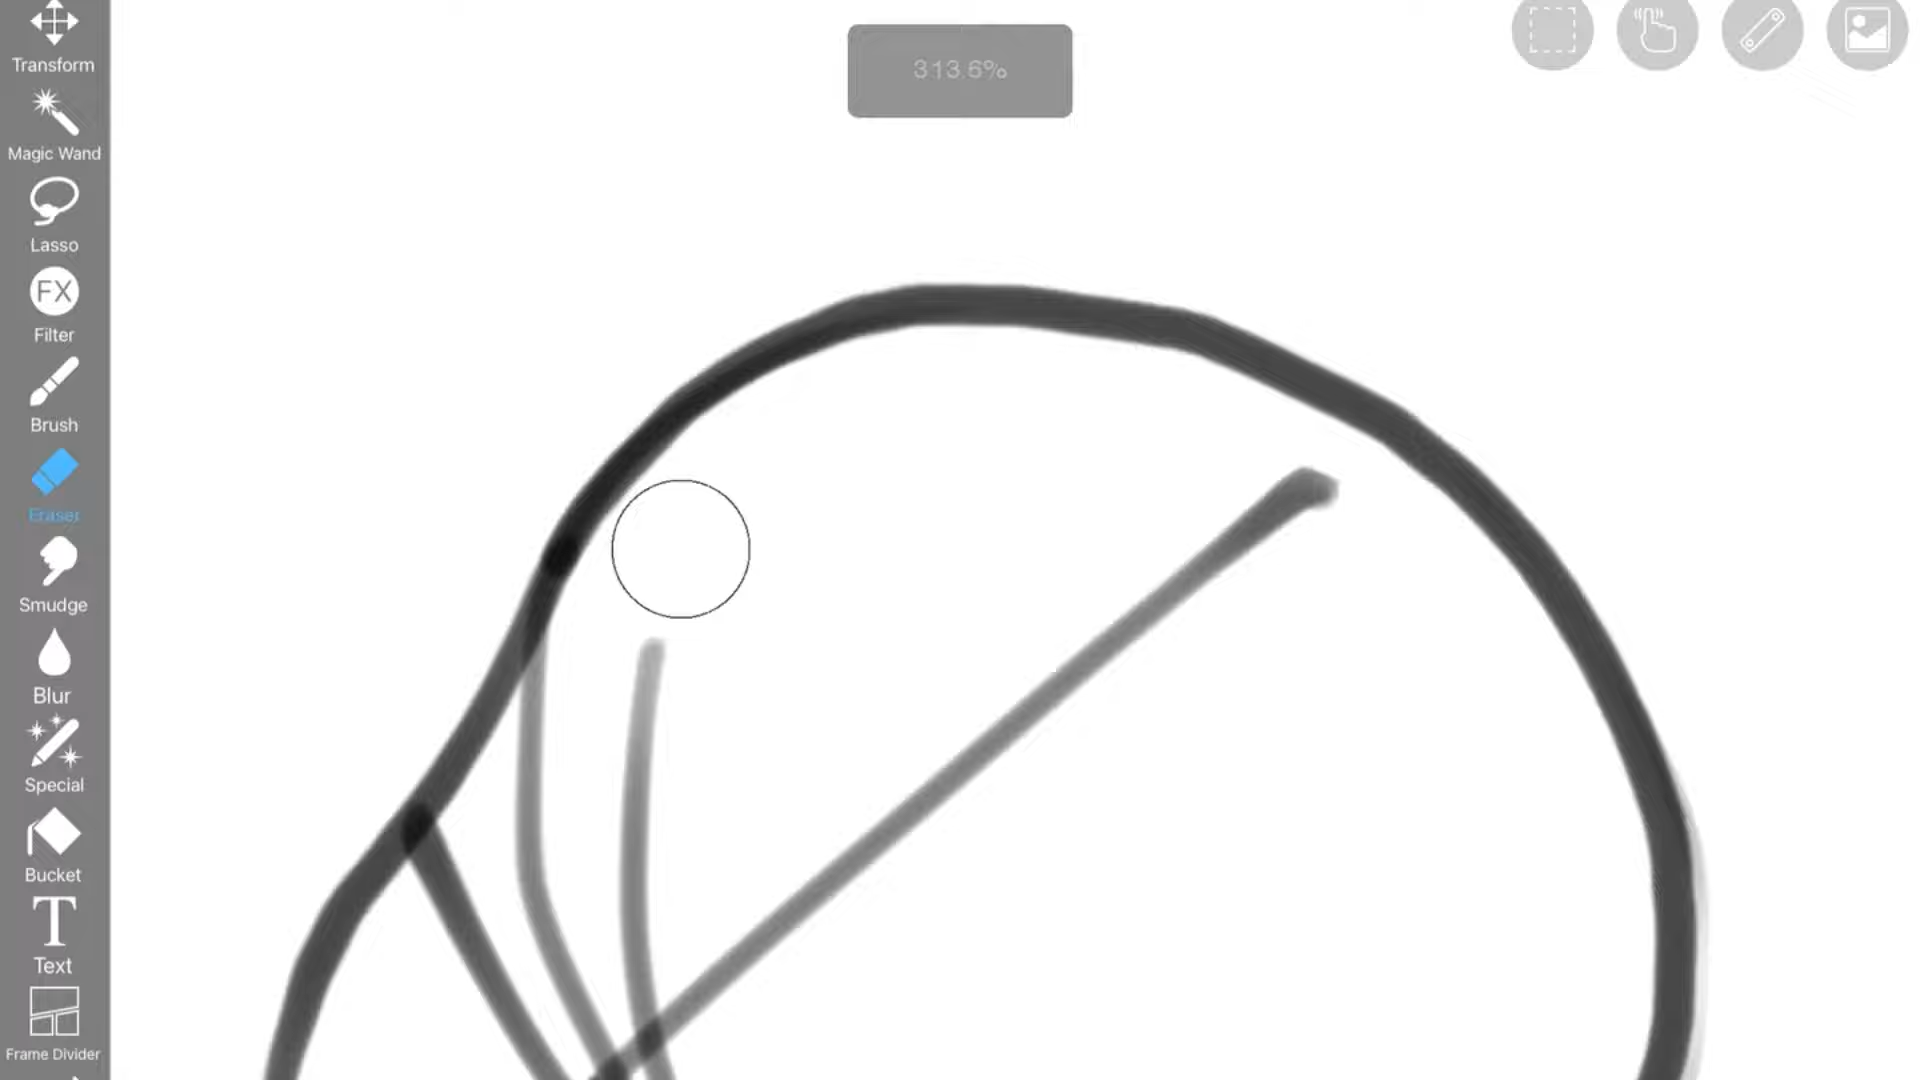 Transform
313.6%
Magic Wand
Lasso
FX
Filter
Brush
Eraser
Smudge
Blur
Special
Bucket
T
Text
Frame Divider